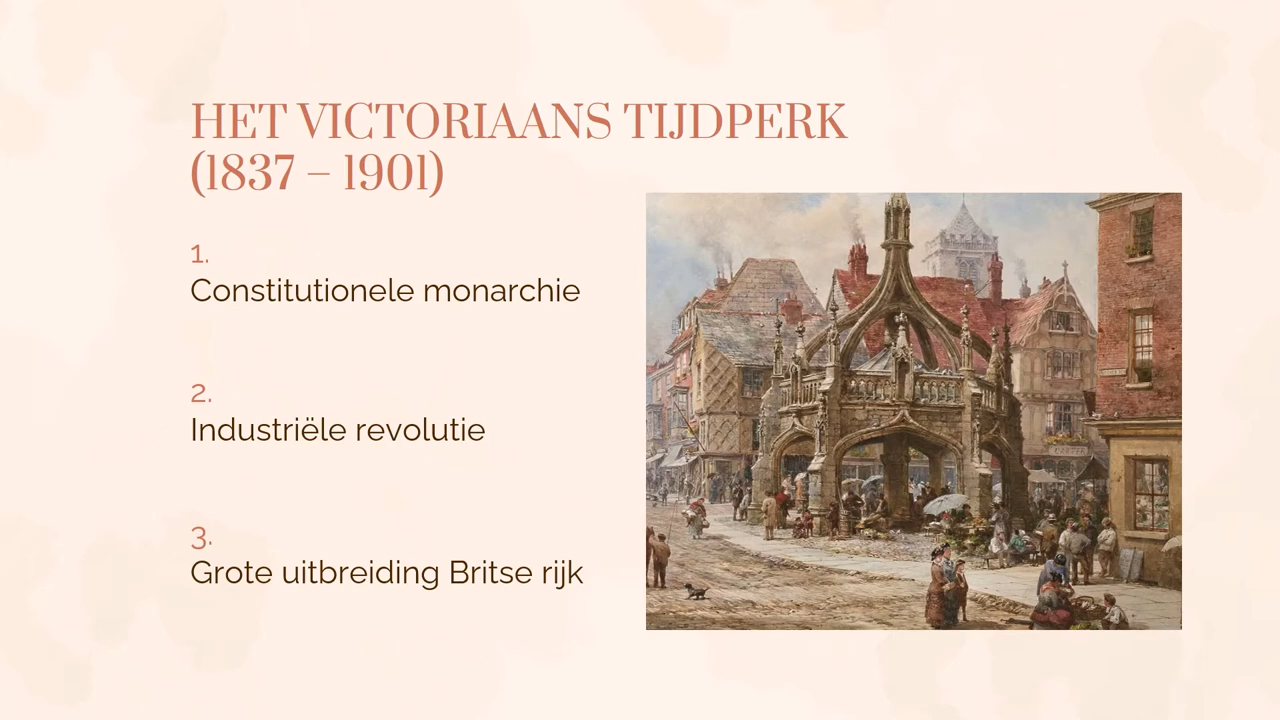 HET VICTORIAANS TIJDPERK
(1837 – 1901)
1.
Constitutionele monarchie
2.
Industriële revolutie
3.
Grote uitbreiding Britse rijk